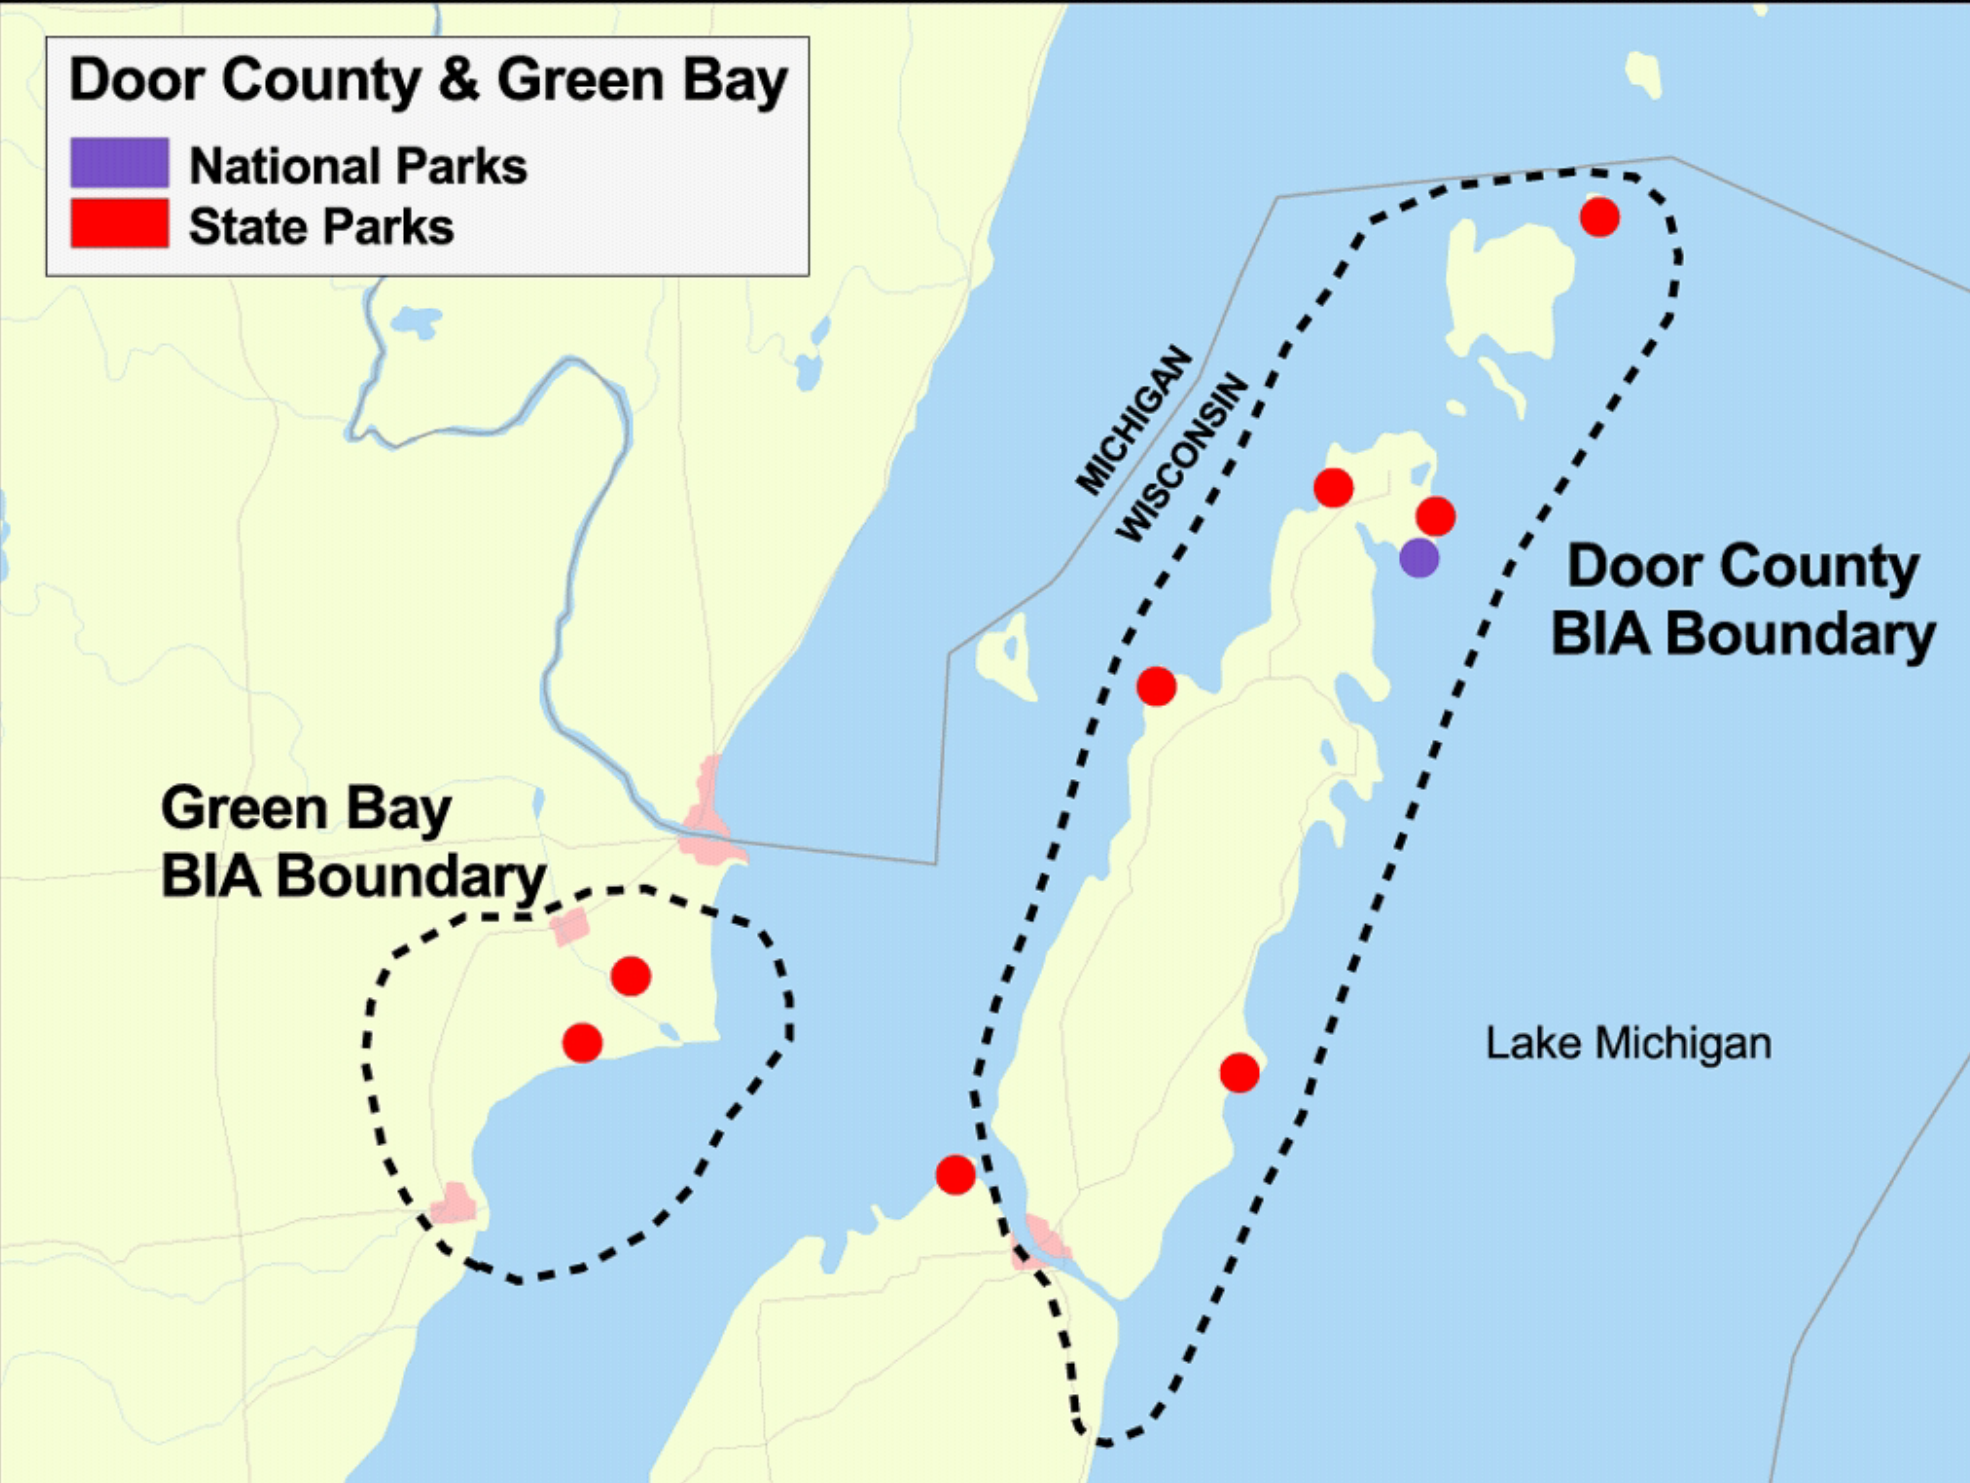 Door County & Green Bay
National Parks
State Parks
MICHIGAN
WISCONSIN
Door County
BIA Boundary
Green Bay
BIA Boundary
Lake Michigan